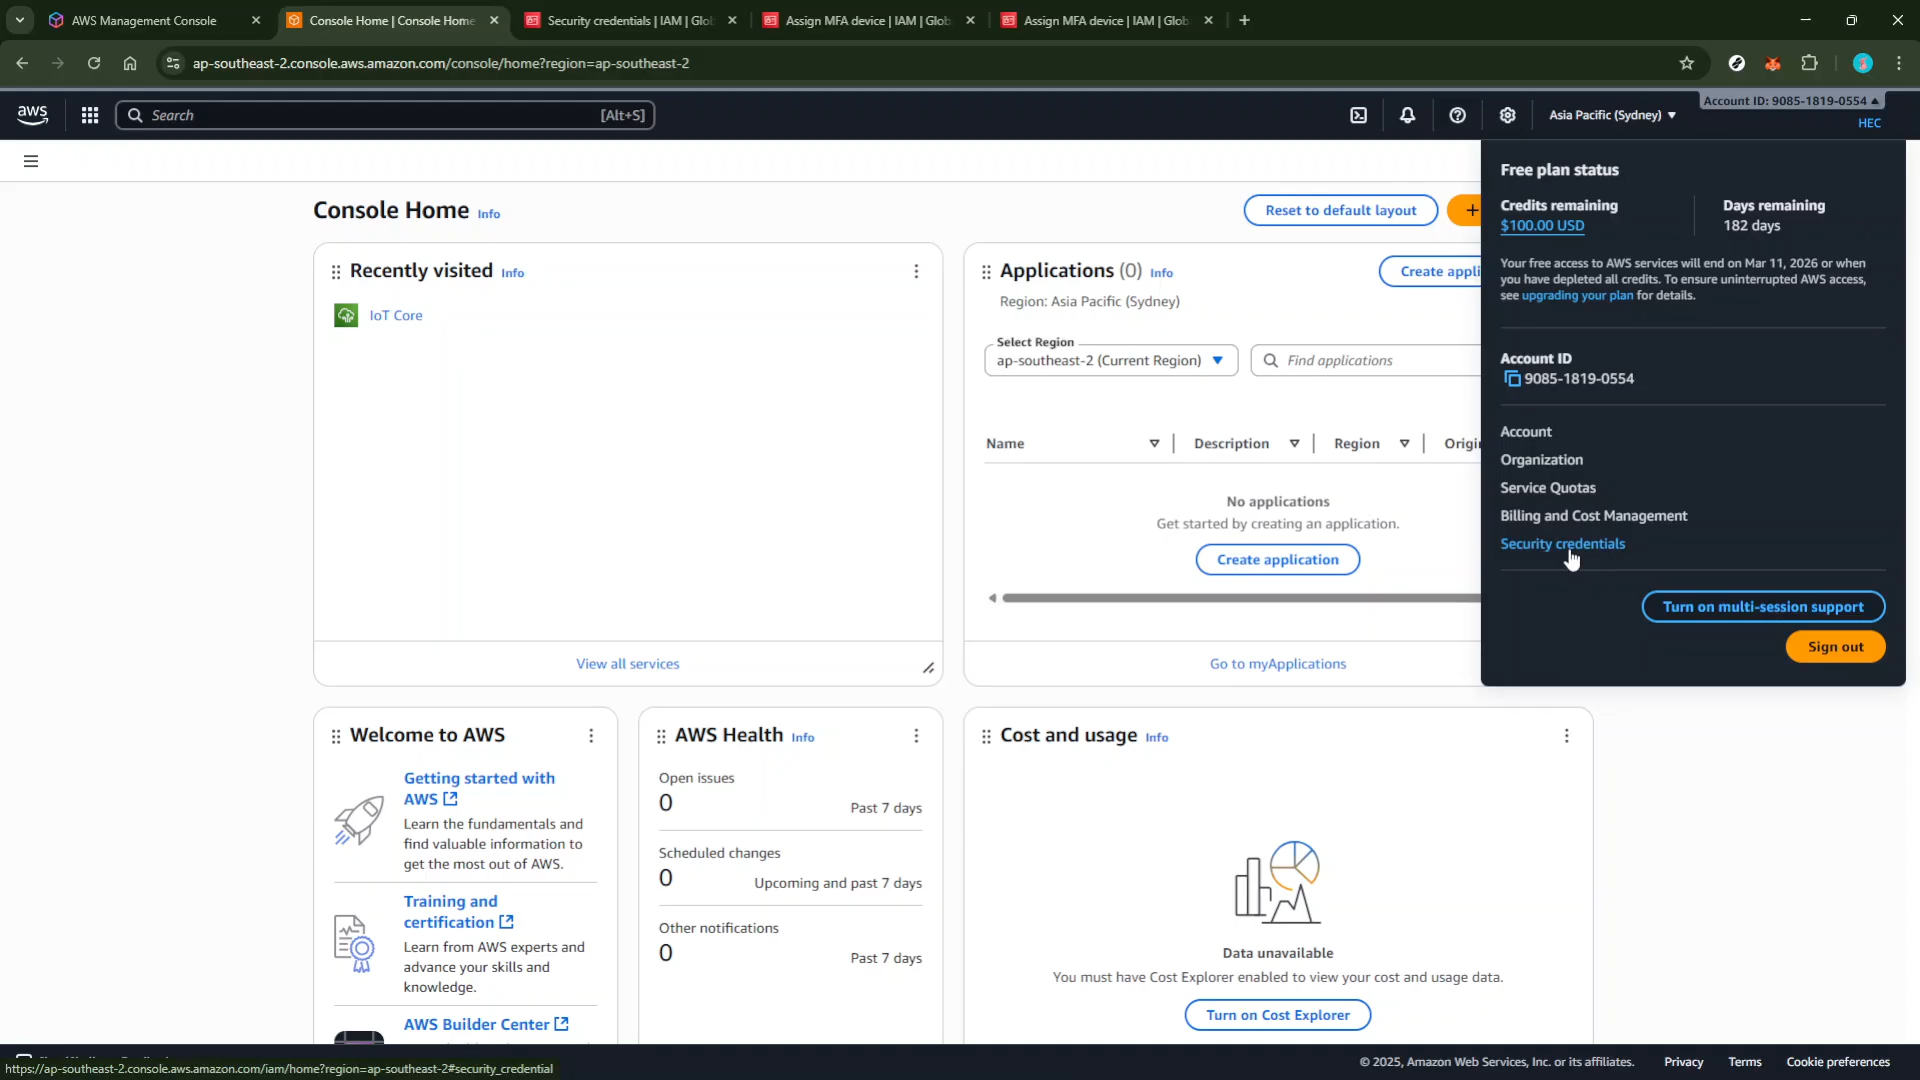 AWS Management Console
Console Home | Console Home
Security credentials | IAM | Glo
Assign MFA device | IAM | Glob
Assign MFA device | IAM | Glob
ap-southeast-2.console.aws.amazon.com/console/home?region=ap-southeast-2
aws
Search
[Alt+S]
Asia Pacific (Sydney)
Account ID: 9085-1819-0554
HEC
Console Home Info
Reset to default layout
Recently visited Info
IoT Core
View all services
Applications (0) Info
Create appli
Region: Asia Pacific (Sydney)
Select Region
ap-southeast-2 (Current Region)
Find applications
Name
Description
Region
Origi
No applications
Get started by creating an application.
Create application
Go to myApplications
Free plan status
Credits remaining
$100.00 USD
Days remaining
182 days
Your free access to AWS services will end on Mar 11, 2026 or when
you have depleted all credits. To ensure uninterrupted AWS access,
see upgrading your plan for details.
Account ID
9085-1819-0554
Account
Organization
Service Quotas
Billing and Cost Management
Security credentials
Turn on multi-session support
Sign out
Welcome to AWS
Getting started with
AWS
Learn the fundamentals and
find valuable information to
get the most out of AWS.
Training and
certification
Learn from AWS experts and
advance your skills and
knowledge.
AWS Builder Center
AWS Health Info
Open issues
0
Past 7 days
Scheduled changes
0
Upcoming and past 7 days
Other notifications
0
Past 7 days
Cost and usage Info
Data unavailable
You must have Cost Explorer enabled to view your cost and usage data.
Turn on Cost Explorer
https://ap-southeast-2.console.aws.amazon.com/iam/home?region=ap-southeast-2#security_credential
© 2025, Amazon Web Services, Inc. or its affiliates.
Privacy
Terms
Cookie preferences